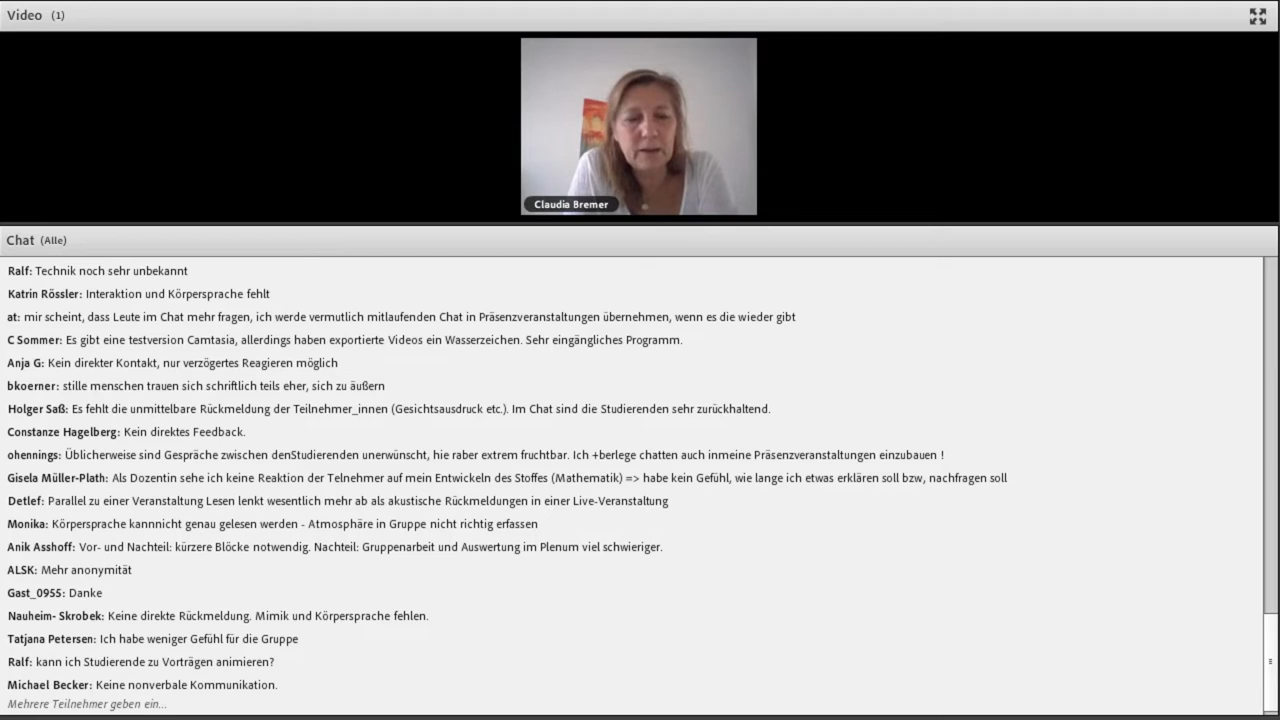 Video (1)
Claudia Bremer
Chat (Alle)
Ralf: Technik noch sehr unbekannt
Katrin Rössler: Interaktion und Körpersprache fehlt
at: mir scheint, dass Leute im Chat mehr fragen, ich werde vermutlich mitlaufenden Chat in Präsenzveranstaltungen übernehmen, wenn es die wieder gibt
C Sommer: Es gibt eine testversion Camtasia, allerdings haben exportierte Videos ein Wasserzeichen. Sehr eingängliches Programm.
Anja G: Kein direkter Kontakt, nur verzögertes Reagieren möglich
bkoerner: stille menschen trauen sich schriftlich teils eher, sich zu äußern
Holger Saß: Es fehlt die unmittelbare Rückmeldung der Teilnehmer_innen (Gesichtsausdruck etc.). Im Chat sind die Studierenden sehr zurückhaltend.
Constanze Hagelberg: Kein direktes Feedback.
ohennings: Üblicherweise sind Gespräche zwischen denStudierenden unerwünscht, hie raber extrem fruchtbar. Ich +berlege chatten auch inmeine Präsenzveranstaltungen einzubauen !
Gisela Müller-Plath: Als Dozentin sehe ich keine Reaktion der Telnehmer auf mein Entwickeln des Stoffes (Mathematik) => habe kein Gefühl, wie lange ich etwas erklären soll bzw, nachfragen soll
Detlef: Parallel zu einer Veranstaltung Lesen lenkt wesentlich mehr ab als akustische Rückmeldungen in einer Live-Veranstaltung
Monika: Körpersprache kannnicht genau gelesen werden - Atmosphäre in Gruppe nicht richtig erfassen
Anik Asshoff: Vor- und Nachteil: kürzere Blöcke notwendig. Nachteil: Gruppenarbeit und Auswertung im Plenum viel schwieriger.
ALSK: Mehr anonymität
Gast_0955: Danke
Nauheim- Skrobek: Keine direkte Rückmeldung. Mimik und Körpersprache fehlen.
Tatjana Petersen: Ich habe weniger Gefühl für die Gruppe
Ralf: kann ich Studierende zu Vorträgen animieren?
Michael Becker: Keine nonverbale Kommunikation.
Mehrere Teilnehmer geben ein...